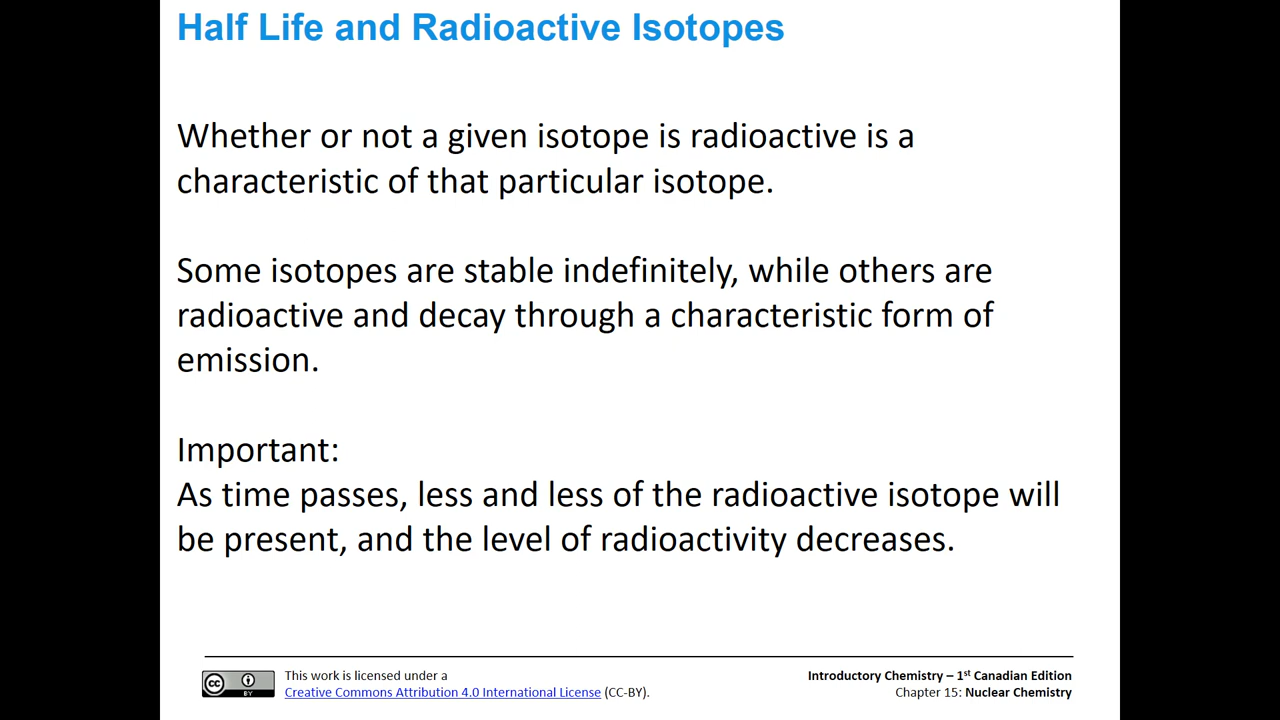 Half Life and Radioactive Isotopes
Whether or not a given isotope is radioactive is a
characteristic of that particular isotope.
Some isotopes are stable indefinitely, while others are
radioactive and decay through a characteristic form of
emission.
Important:
As time passes, less and less of the radioactive isotope will
be present, and the level of radioactivity decreases.
cc BY
This work is licensed under a
Creative Commons Attribution 4.0 International License (CC-BY).
Introductory Chemistry – 1st Canadian Edition
Chapter 15: Nuclear Chemistry